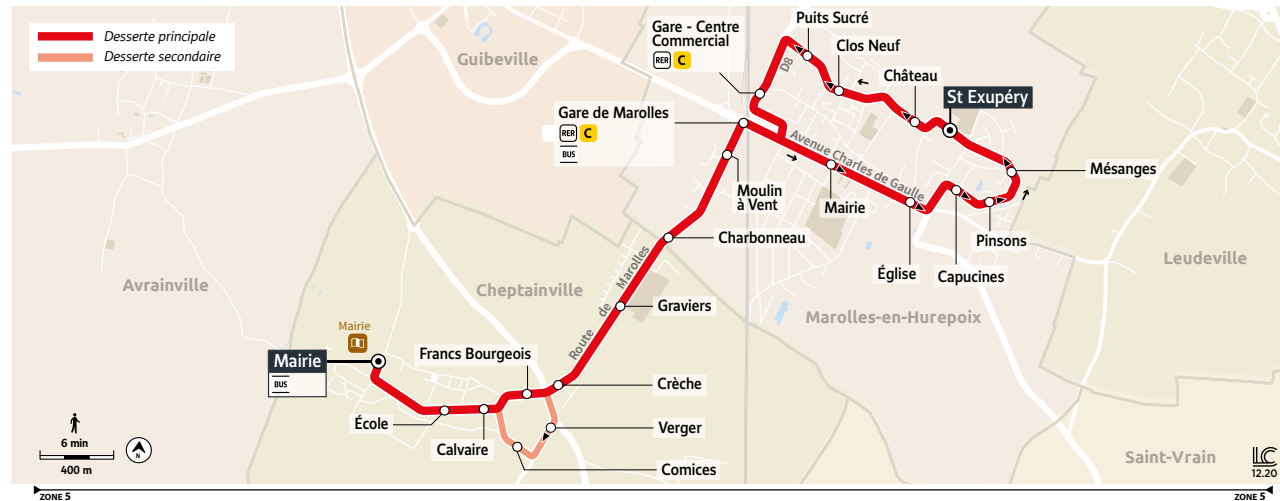 Desserte principale
Desserte secondaire
Guibeville
Gare - Centre
Commercial
RER C
Puits Sucré
D8
Clos Neuf
Château
St Exupéry
Gare de Marolles
RER C
BUS
Avenue Charles de Gaulle
Mésanges
Moulin
à Vent
Mairie
Charbonneau
Pinsons
Église
Capucines
Leudeville
Avrainville
Cheptainville
Route de Marolles
Graviers
Marolles-en-Hurepoix
Mairie
Mairie
BUS
Francs Bourgeois
Crèche
École
Calvaire
Verger
Comices
6 min
400 m
N
Saint-Vrain
LC
12.20
ZONE 5
ZONE 5